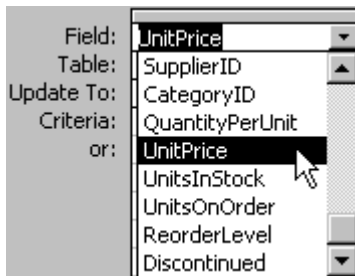 Field: UnitPrice
Table: SupplierID
Update To: CategoryID
Criteria: QuantityPerUnit
or: UnitPrice
UnitsInStock
UnitsOnOrder
ReorderLevel
Discontinued